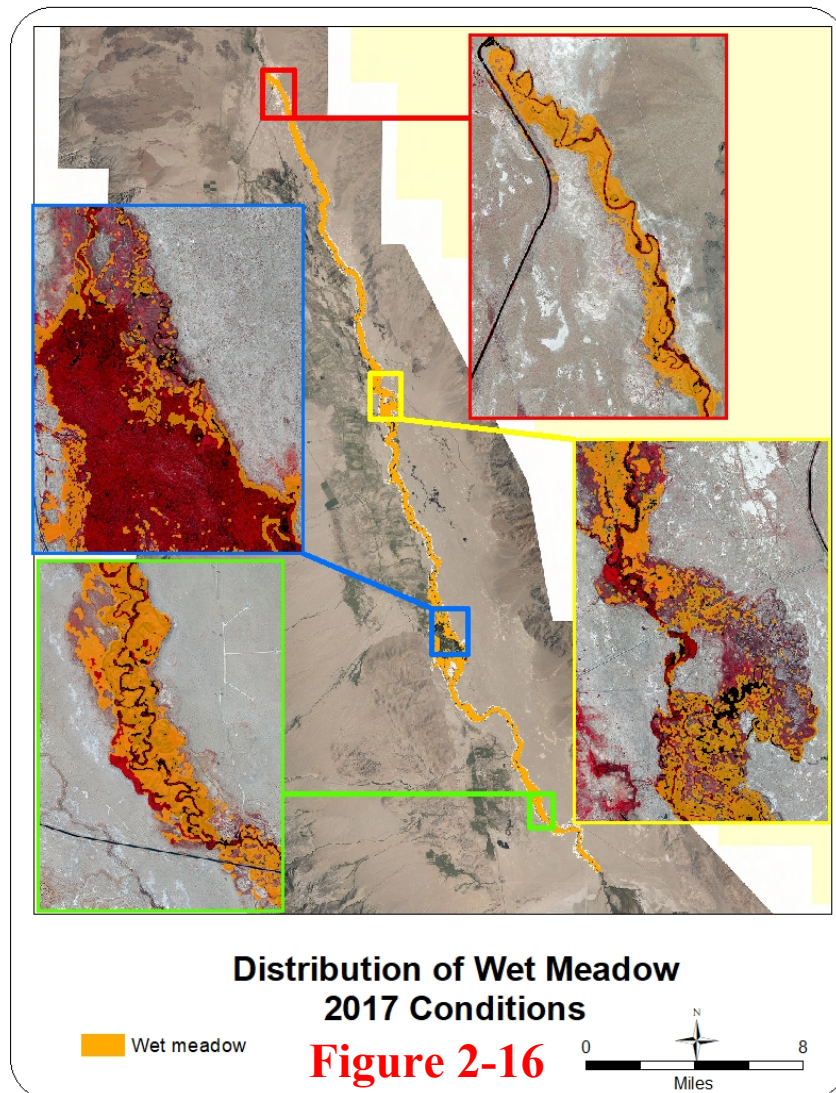 Distribution of Wet Meadow
2017 Conditions
Wet meadow
Figure 2-16
N
0 8
Miles